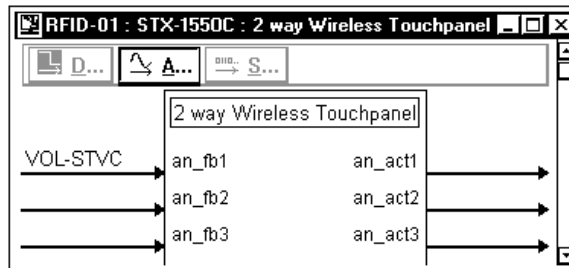 RFID-01 : STX-1550C : 2 way Wireless Touchpanel
D... A... S...
2 way Wireless Touchpanel
VOL-STVC an_fb1 an_act1
an_fb2 an_act2
an_fb3 an_act3